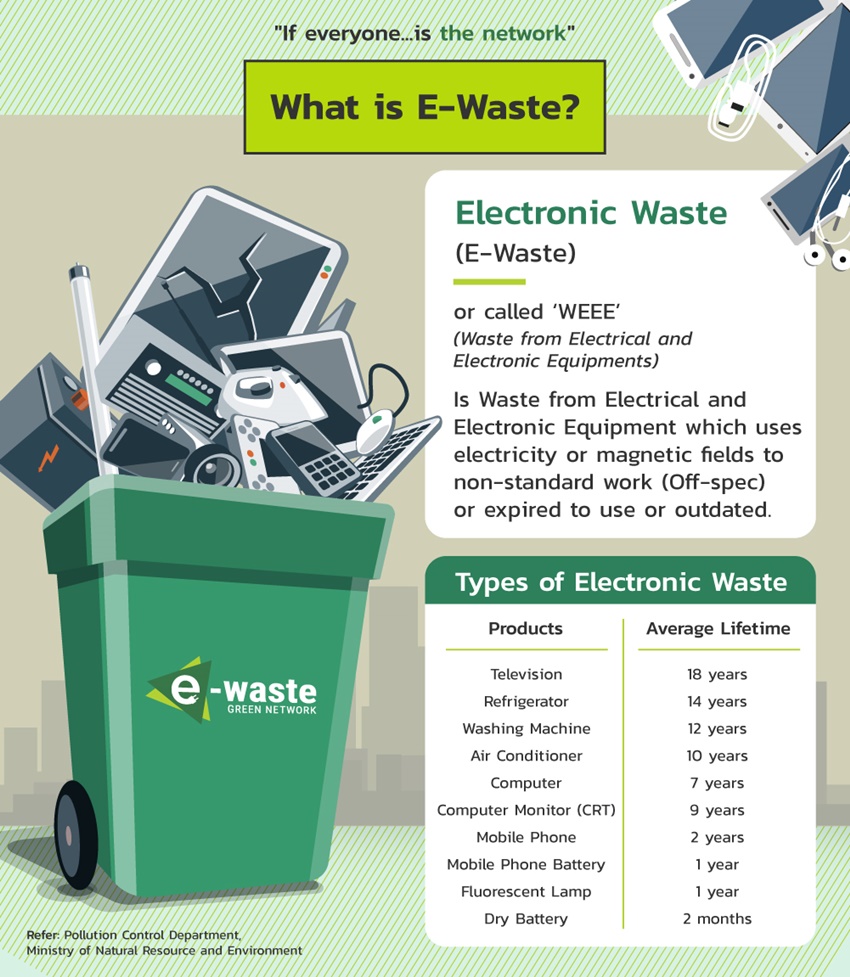 "If everyone...is the network"
What is E-Waste?
Electronic Waste
(E-Waste)
or called ‘WEEE’
(Waste from Electrical and
Electronic Equipments)
Is Waste from Electrical and
Electronic Equipment which uses
electricity or magnetic fields to
non-standard work (Off-spec)
or expired to use or outdated.
Types of Electronic Waste
Products Average Lifetime
Television 18 years
Refrigerator 14 years
Washing Machine 12 years
Air Conditioner 10 years
Computer 7 years
Computer Monitor (CRT) 9 years
Mobile Phone 2 years
Mobile Phone Battery 1 year
Fluorescent Lamp 1 year
Dry Battery 2 months
e-waste
GREEN NETWORK
Refer: Pollution Control Department,
Ministry of Natural Resource and Environment